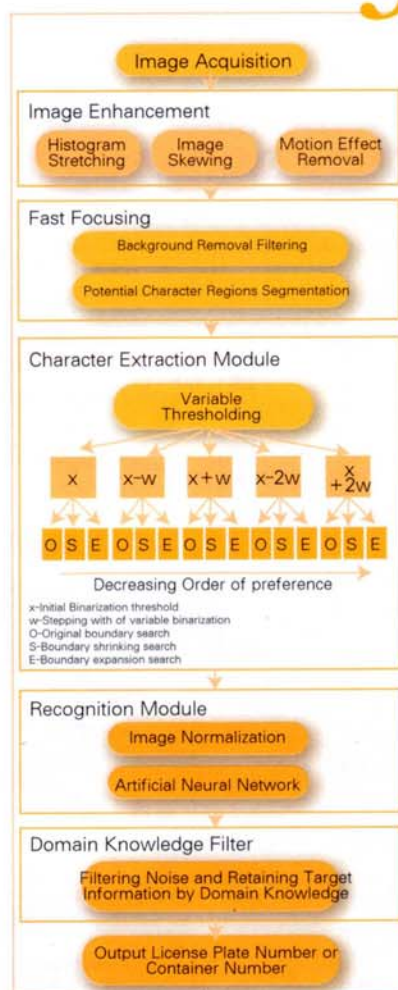 Image Acquisition
Image Enhancement
Histogram Stretching
Image Skewing
Motion Effect Removal
Fast Focusing
Background Removal Filtering
Potential Character Regions Segmentation
Character Extraction Module
Variable
Thresholding
x x-w x+w x-2w x
+2w
O S E O S E O S E O S E O S E
Decreasing Order of preference
x-Initial Binarization threshold
w-Stepping with of variable binarization
O-Original boundary search
S-Boundary shrinking search
E-Boundary expansion search
Recognition Module
Image Normalization
Artificial Neural Network
Domain Knowledge Filter
Filtering Noise and Retaining Target
Information by Domain Knowledge
Output License Plate Number or
Container Number